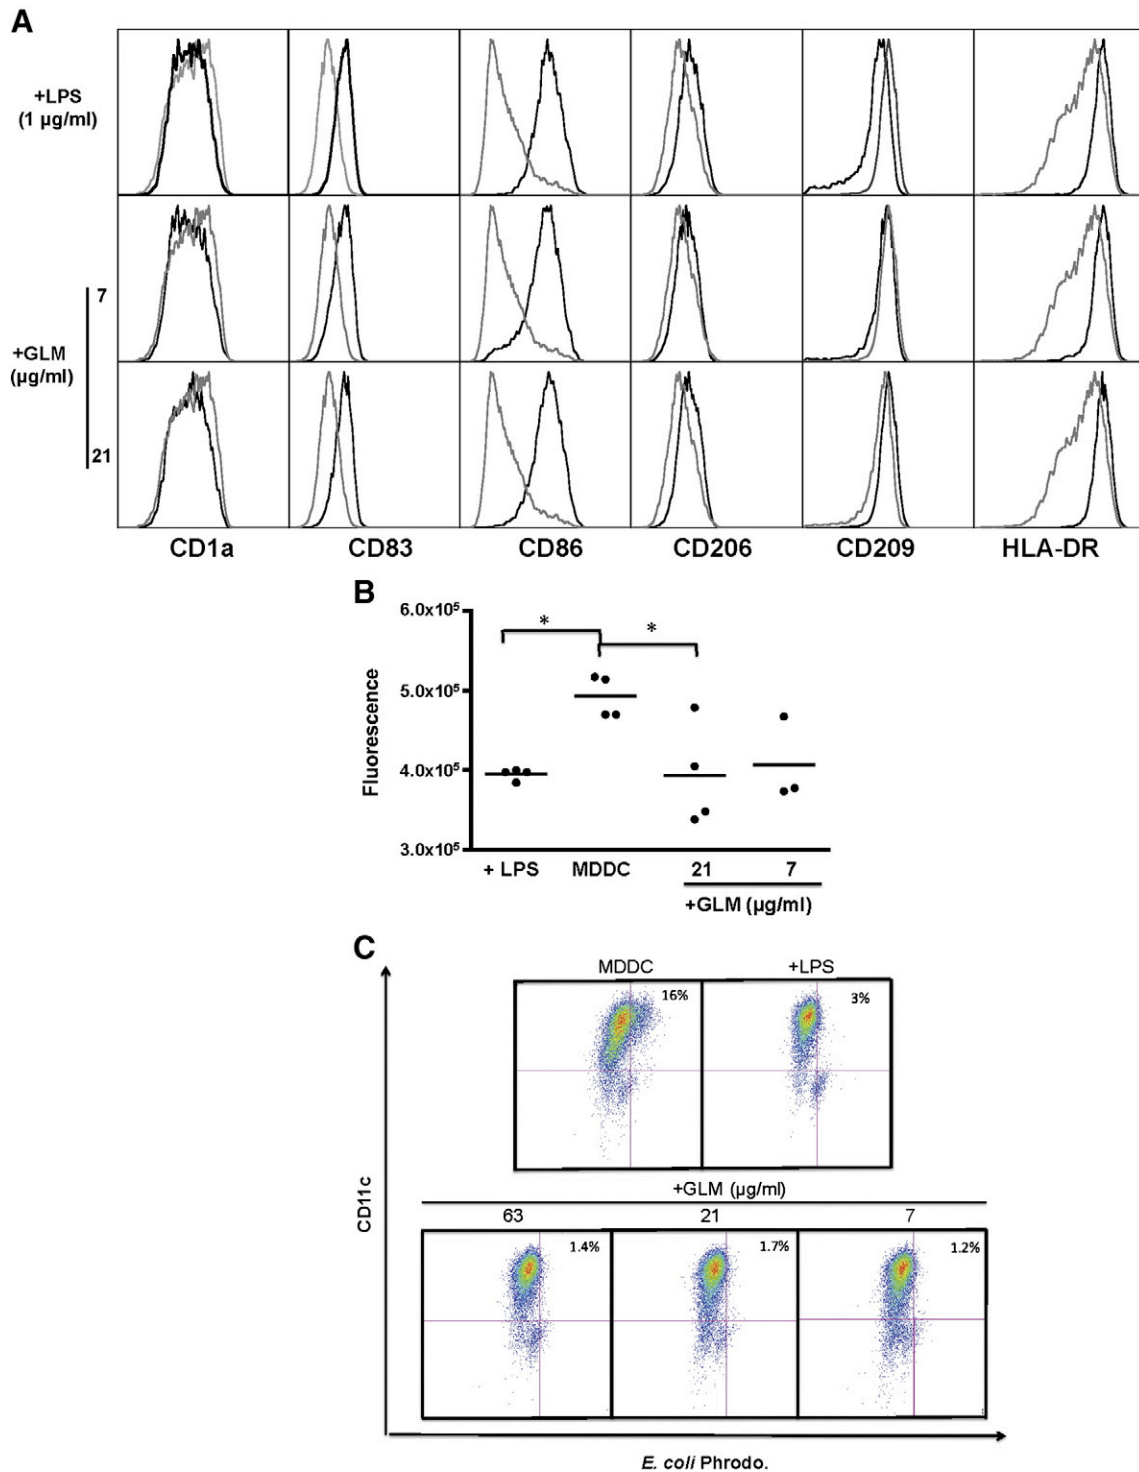 A
+LPS
(1 µg/ml)
7
+GLM
(µg/ml)
21
CD1a CD83 CD86 CD206 CD209 HLA-DR
B
6.0x10⁵
* *
5.0x10⁵
4.0x10⁵
3.0x10⁵
Fluorescence
+ LPS MDDC 21 7
+GLM (µg/ml)
C
MDDC +LPS
16% 3%
+GLM (µg/ml)
63 21 7
1.4% 1.7% 1.2%
CD11c
E. coli Phrodo.